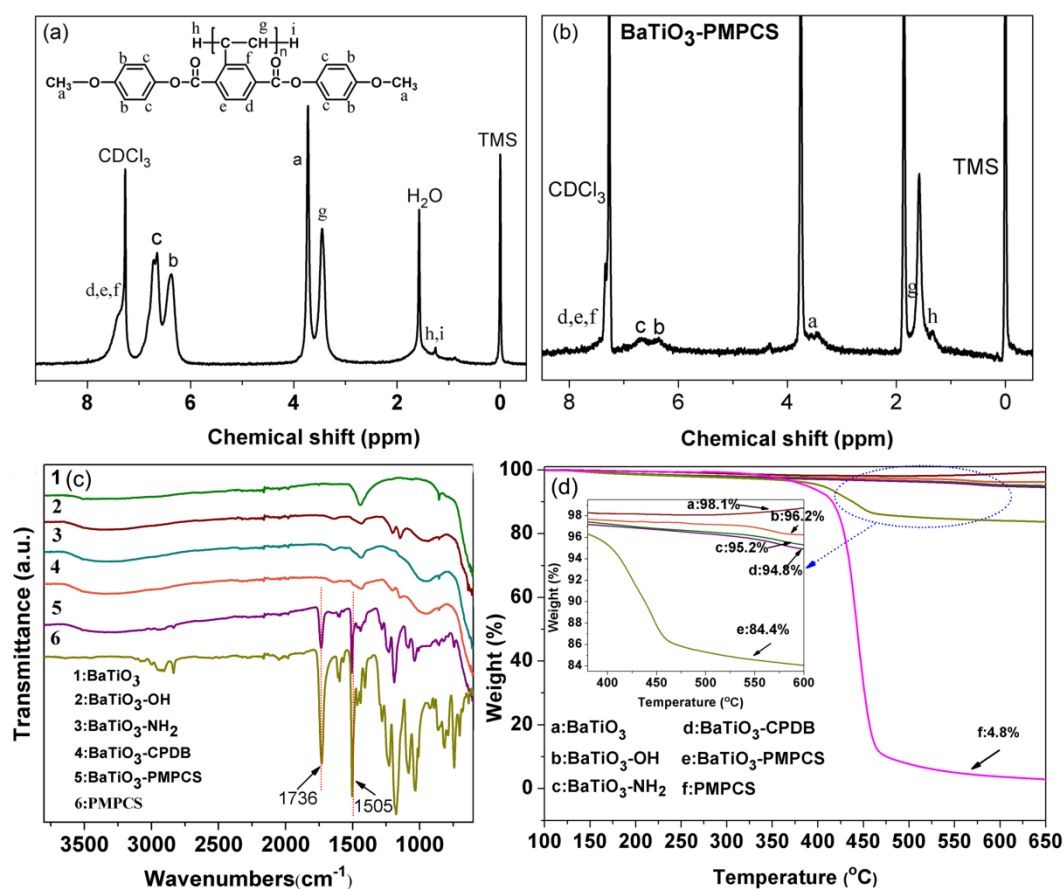 (a)
h
g
i
H
C
CH
H
n
b
c
O
f
O
c
b
CH₃
O
O
C
C
O
O
CH₃
a
b
c
e
d
c
b
a
CDCl₃
d,e,f
c
b
a
g
H₂O
h,i
TMS
8
6
4
2
0
Chemical shift (ppm)
(b)
BaTiO₃-PMPCS
CDCl₃
d,e,f
c
b
a
g
h
TMS
8
6
4
2
0
Chemical shift (ppm)
(c)
1
2
3
4
5
6
1:BaTiO₃
2:BaTiO₃-OH
3:BaTiO₃-NH₂
4:BaTiO₃-CPDB
5:BaTiO₃-PMPCS
6:PMPCS
1736
1505
Transmittance (a.u.)
3500
3000
2500
2000
1500
1000
Wavenumbers(cm⁻¹)
(d)
Weight (%)
100
90
80
70
60
50
40
30
20
10
0
98
96
94
92
90
88
86
84
Weight (%)
a:98.1%
b:96.2%
c:95.2%
d:94.8%
e:84.4%
400
450
500
550
600
Temperature (°C)
a:BaTiO₃
d:BaTiO₃-CPDB
b:BaTiO₃-OH
e:BaTiO₃-PMPCS
c:BaTiO₃-NH₂
f:PMPCS
f:4.8%
100
150
200
250
300
350
400
450
500
550
600
650
Temperature (°C)